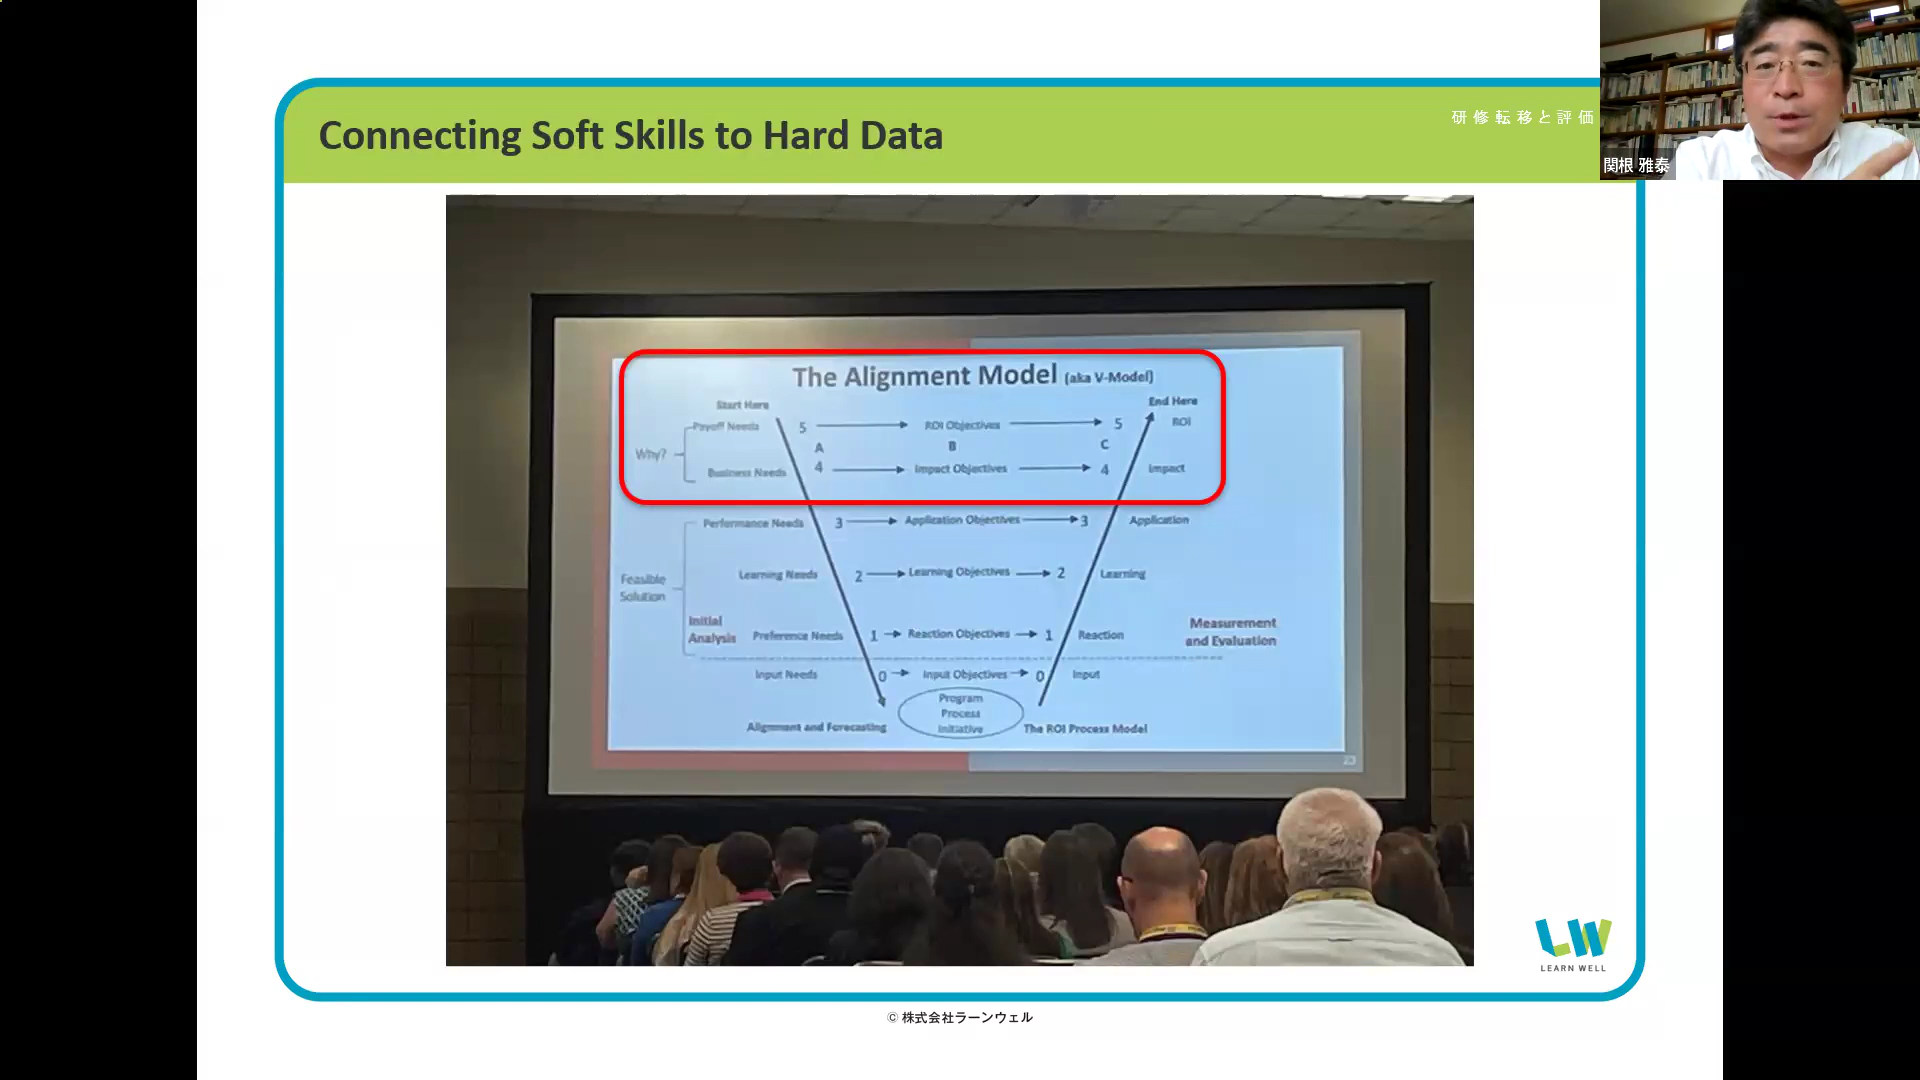 Connecting Soft Skills to Hard Data
研修転移と評価
関根 雅泰
The Alignment Model (aka V-Model)
Start Here
End Here
Payoff Needs 5 ROI Objectives 5 ROI
A B C
Why?
Business Needs 4 Impact Objectives 4 Impact
Performance Needs 3 Application Objectives 3 Application
Learning Needs 2 Learning Objectives 2 Learning
Feasible
Solution
Initial
Analysis
Preference Needs 1 Reaction Objectives 1 Reaction
Measurement
and Evaluation
Input Needs 0 Input Objectives 0 Input
Program
Process
Initiative
Alignment and Forecasting
The ROI Process Model
23
LW
LEARN WELL
© 株式会社ラーンウェル